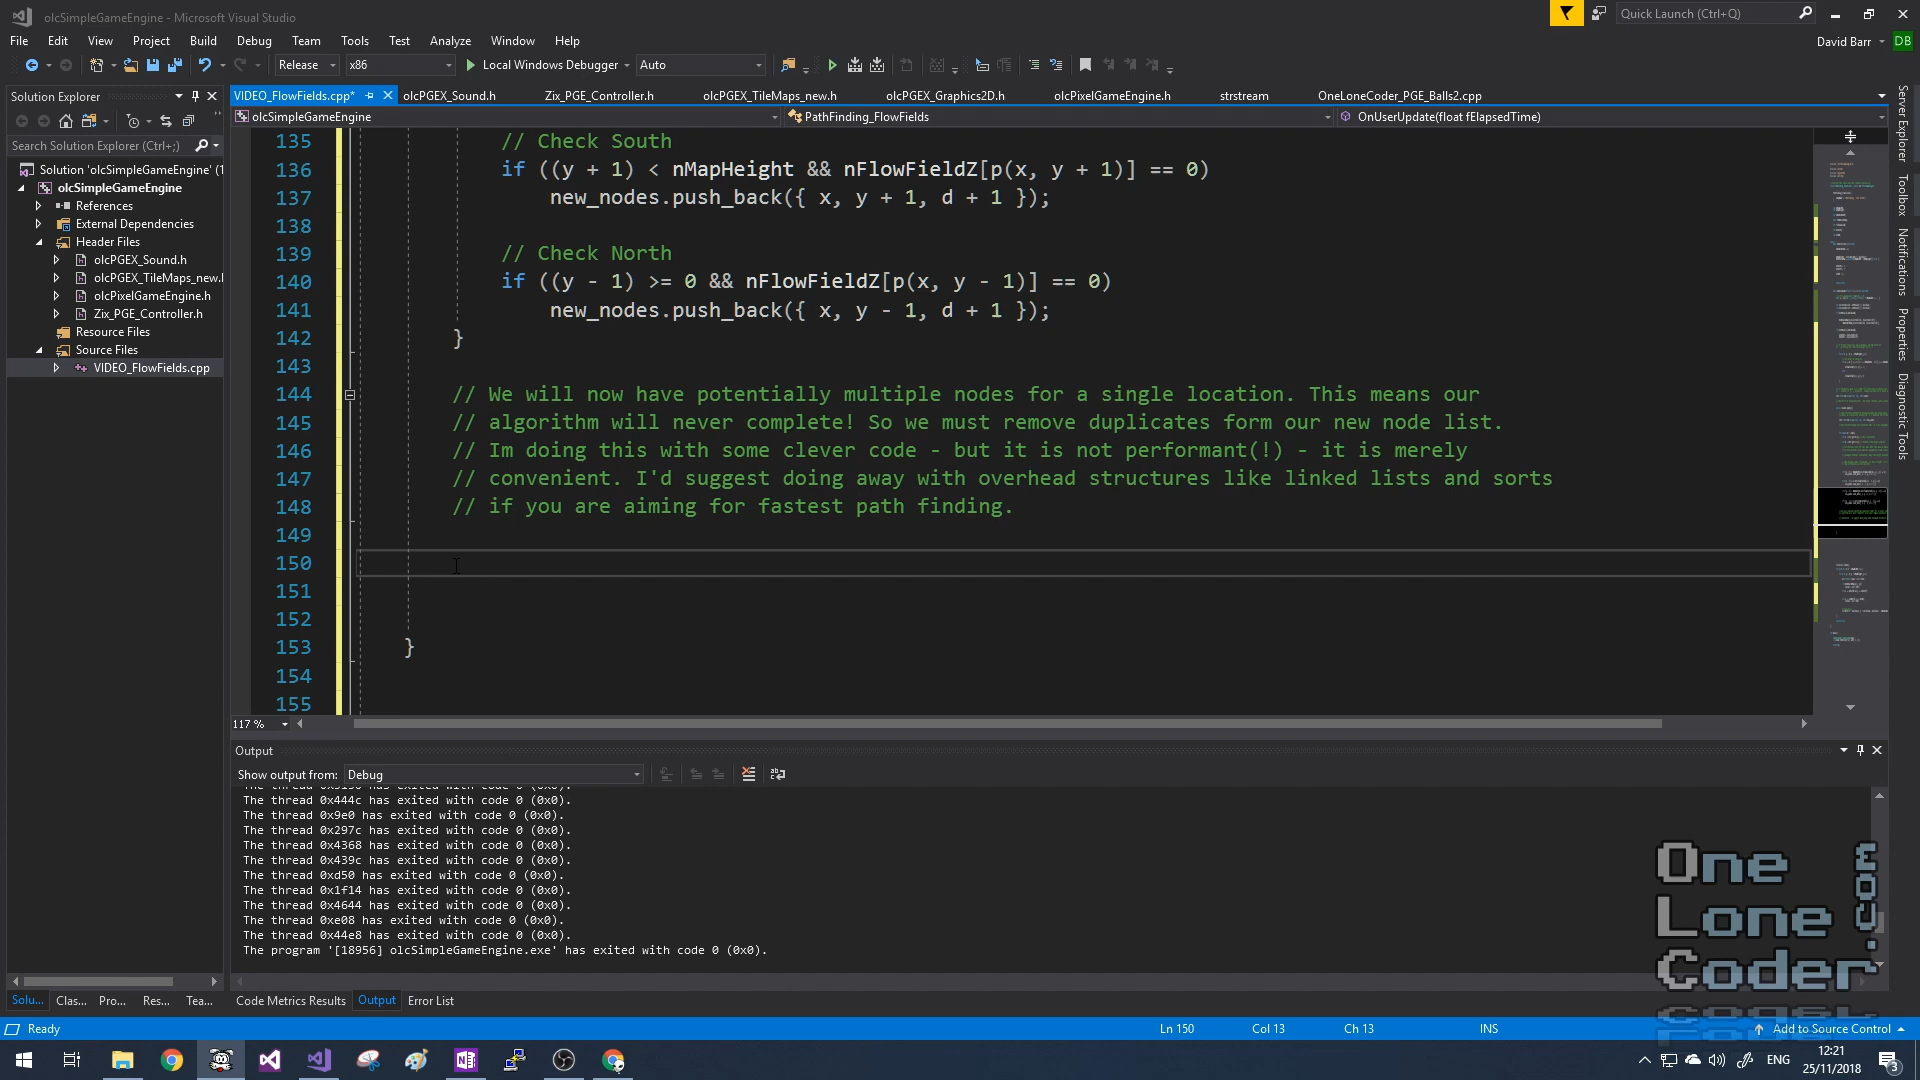 olcSimpleGameEngine - Microsoft Visual Studio
Quick Launch (Ctrl+Q)
File Edit View Project Build Debug Team Tools Test Analyze Window Help
David Barr DB
Release x86 Local Windows Debugger Auto
Solution Explorer
VIDEO_FlowFields.cpp* olcPGEX_Sound.h Zix_PGE_Controller.h olcPGEX_TileMaps_new.h olcPGEX_Graphics2D.h olcPixelGameEngine.h strstream OneLoneCoder_PGE_Balls2.cpp
olcSimpleGameEngine PathFinding_FlowFields OnUserUpdate(float fElapsedTime)
Search Solution Explorer (Ctrl+;)
Solution 'olcSimpleGameEngine' (1
olcSimpleGameEngine
References
External Dependencies
Header Files
olcPGEX_Sound.h
olcPGEX_TileMaps_new.h
olcPixelGameEngine.h
Zix_PGE_Controller.h
Resource Files
Source Files
VIDEO_FlowFields.cpp
135 // Check South
136 if ((y + 1) < nMapHeight && nFlowFieldZ[p(x, y + 1)] == 0)
137 new_nodes.push_back({ x, y + 1, d + 1 });
138
139 // Check North
140 if ((y - 1) >= 0 && nFlowFieldZ[p(x, y - 1)] == 0)
141 new_nodes.push_back({ x, y - 1, d + 1 });
142 }
143
144 // We will now have potentially multiple nodes for a single location. This means our
145 // algorithm will never complete! So we must remove duplicates form our new node list.
146 // Im doing this with some clever code - but it is not performant(!) - it is merely
147 // convenient. I'd suggest doing away with overhead structures like linked lists and sorts
148 // if you are aiming for fastest path finding.
149
150
151
152
153 }
154
155
117 %
Server Explorer
Toolbox
Notifications
Properties
Diagnostic Tools
Output
Show output from: Debug
The thread 0x444c has exited with code 0 (0x0).
The thread 0x9e0 has exited with code 0 (0x0).
The thread 0x297c has exited with code 0 (0x0).
The thread 0x4368 has exited with code 0 (0x0).
The thread 0x439c has exited with code 0 (0x0).
The thread 0xd50 has exited with code 0 (0x0).
The thread 0x1f14 has exited with code 0 (0x0).
The thread 0x4644 has exited with code 0 (0x0).
The thread 0xe08 has exited with code 0 (0x0).
The thread 0x44e8 has exited with code 0 (0x0).
The program '[18956] olcSimpleGameEngine.exe' has exited with code 0 (0x0).
One
Lone
Coder
.com
Solu... Clas... Pro... Res... Tea... Code Metrics Results Output Error List
Ready Ln 150 Col 13 Ch 13 INS Add to Source Control
ENG 12:21
25/11/2018 3